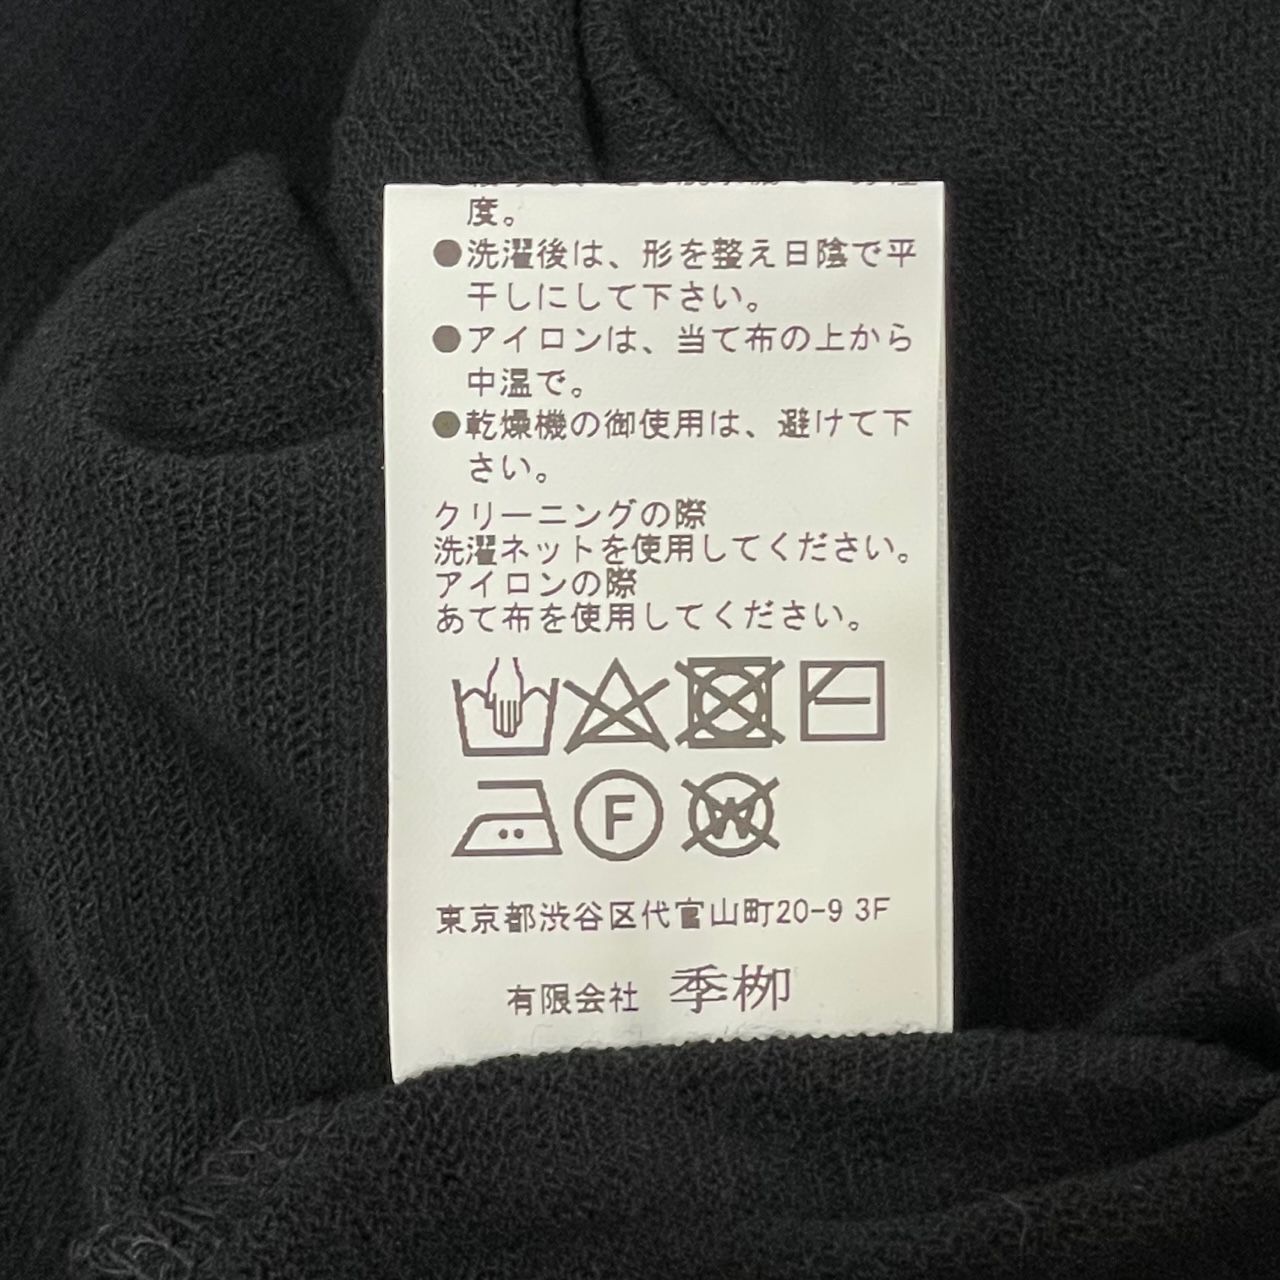 度。
●洗濯後は、形を整え日陰で平
干しにして下さい。
●アイロンは、当て布の上から
中温で。
●乾燥機の御使用は、避けて下
さい。
クリーニングの際
洗濯ネットを使用してください。
アイロンの際
あて布を使用してください。
F
W
東京都渋谷区代官山町20-9 3F
有限会社 季栁